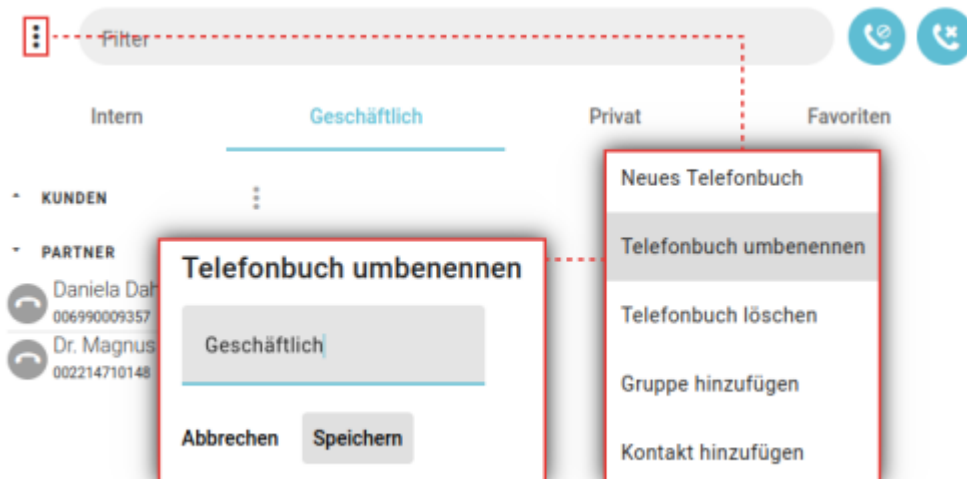 Filter
Intern Geschäftlich Privat Favoriten
KUNDEN
PARTNER
Daniela Dah
006990009357
Dr. Magnus
002214710148
Telefonbuch umbenennen
Geschäftlich
Abbrechen Speichern
Neues Telefonbuch
Telefonbuch umbenennen
Telefonbuch löschen
Gruppe hinzufügen
Kontakt hinzufügen